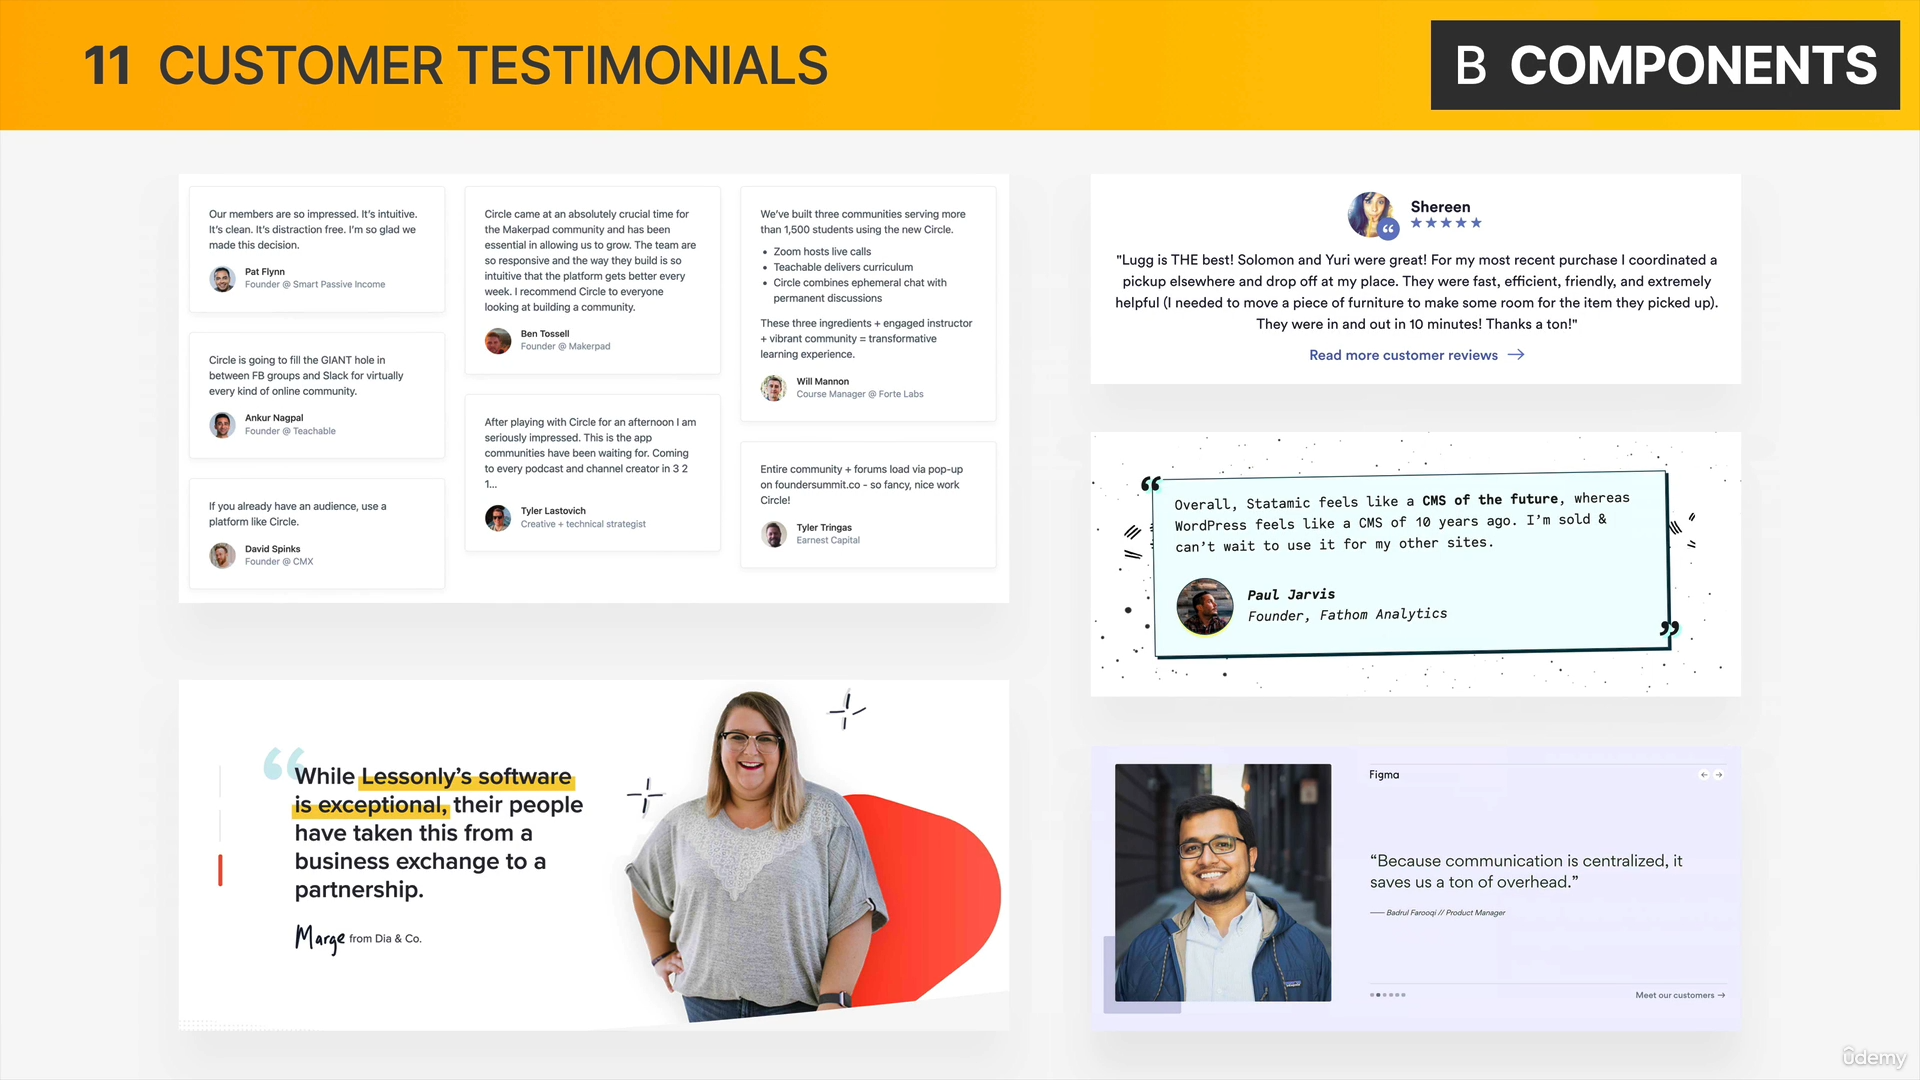 11 CUSTOMER TESTIMONIALS
B COMPONENTS
Our members are so impressed. It's intuitive.
It's clean. It's distraction free. I'm so glad we
made this decision.
Pat Flynn
Founder @ Smart Passive Income
Circle is going to fill the GIANT hole in
between FB groups and Slack for virtually
every kind of online community.
Ankur Nagpal
Founder @ Teachable
If you already have an audience, use a
platform like Circle.
David Spinks
Founder @ CMX
Circle came at an absolutely crucial time for
the Makerpad community and has been
essential in allowing us to grow. The team are
so responsive and the way they build is so
intuitive that the platform gets better every
week. I recommend Circle to everyone
looking at building a community.
Ben Tossell
Founder @ Makerpad
After playing with Circle for an afternoon I am
seriously impressed. This is the app
communities have been waiting for. Coming
to every podcast and channel creator in 3 2
1...
Tyler Lastovich
Creative + technical strategist
We've built three communities serving more
than 1,500 students using the new Circle.
• Zoom hosts live calls
• Teachable delivers curriculum
• Circle combines ephemeral chat with
permanent discussions
These three ingredients + engaged instructor
+ vibrant community = transformative
learning experience.
Will Mannon
Course Manager @ Forte Labs
Entire community + forums load via pop-up
on foundersummit.co - so fancy, nice work
Circle!
Tyler Tringas
Earnest Capital
Shereen
★★★★★
"Lugg is THE best! Solomon and Yuri were great! For my most recent purchase I coordinated a
pickup elsewhere and drop off at my place. They were fast, efficient, friendly, and extremely
helpful (I needed to move a piece of furniture to make some room for the item they picked up).
They were in and out in 10 minutes! Thanks a ton!"
Read more customer reviews →
“
Overall, Statamic feels like a CMS of the future, whereas
WordPress feels like a CMS of 10 years ago. I'm sold &
can't wait to use it for my other sites.
Paul Jarvis
Founder, Fathom Analytics
”
“
While Lessonly's software
is exceptional, their people
have taken this from a
business exchange to a
partnership.
Marge from Dia & Co.
Figma
← →
“Because communication is centralized, it
saves us a ton of overhead.”
—— Badrul Farooqi // Product Manager
Meet our customers →
ûdemy